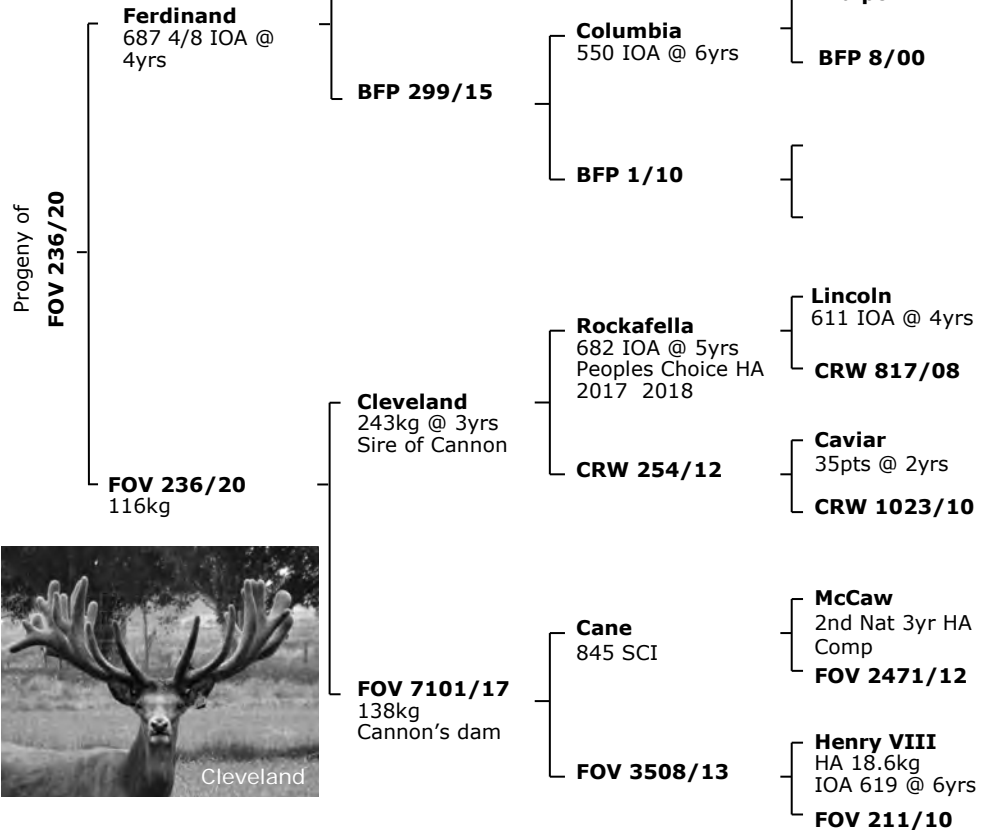 Ferdinand
687 4/8 IOA @
4yrs
Columbia
550 IOA @ 6yrs
BFP 8/00
BFP 299/15
BFP 1/10
Progeny of
FOV 236/20
Lincoln
611 IOA @ 4yrs
Rockafella
682 IOA @ 5yrs
Peoples Choice HA
2017 2018
CRW 817/08
Cleveland
243kg @ 3yrs
Sire of Cannon
Caviar
35pts @ 2yrs
CRW 254/12
FOV 236/20
116kg
CRW 1023/10
McCaw
2nd Nat 3yr HA
Comp
Cane
845 SCI
FOV 2471/12
FOV 7101/17
138kg
Cannon's dam
Henry VIII
HA 18.6kg
IOA 619 @ 6yrs
FOV 3508/13
FOV 211/10
Cleveland